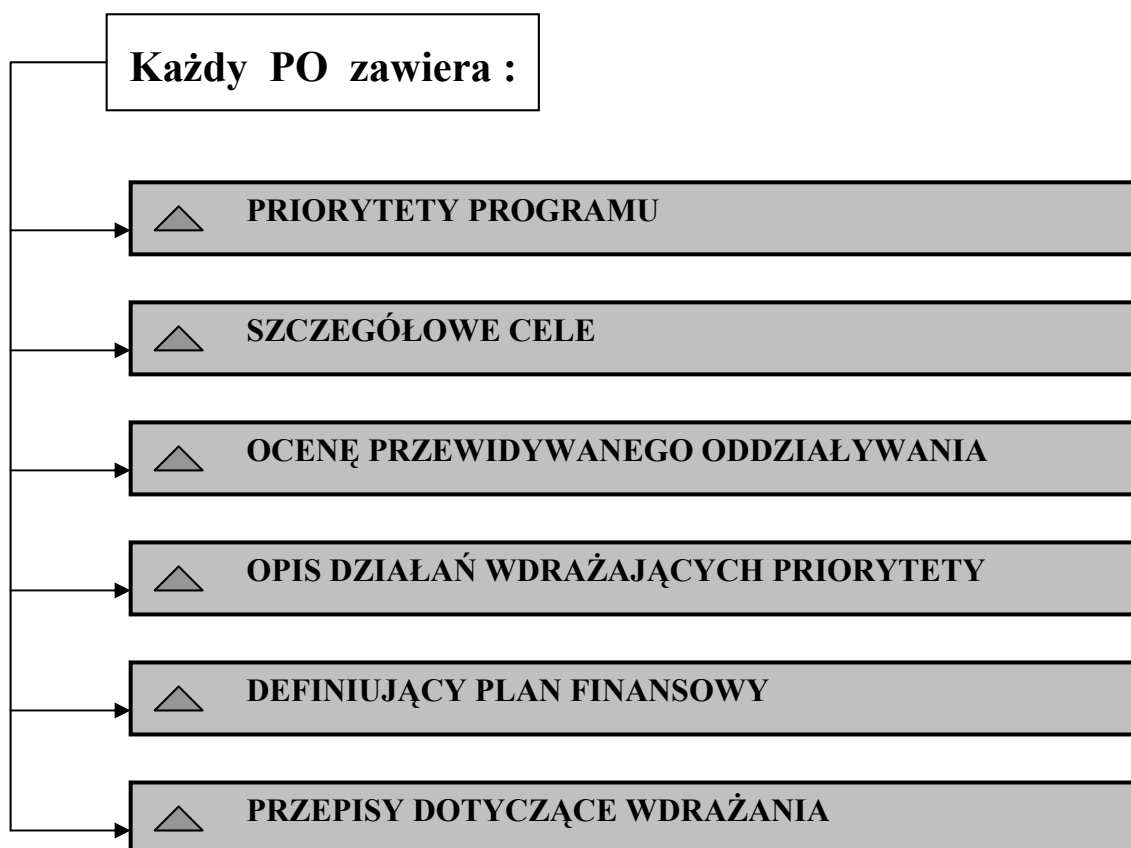 Każdy PO zawiera :
PRIORYTETY PROGRAMU
SZCZEGÓŁOWE CELE
OCENĘ PRZEWIDYWANEGO ODDZIAŁYWANIA
OPIS DZIAŁAŃ WDRAŻAJĄCYCH PRIORYTETY
DEFINIUJĄCY PLAN FINANSOWY
PRZEPISY DOTYCZĄCE WDRAŻANIA